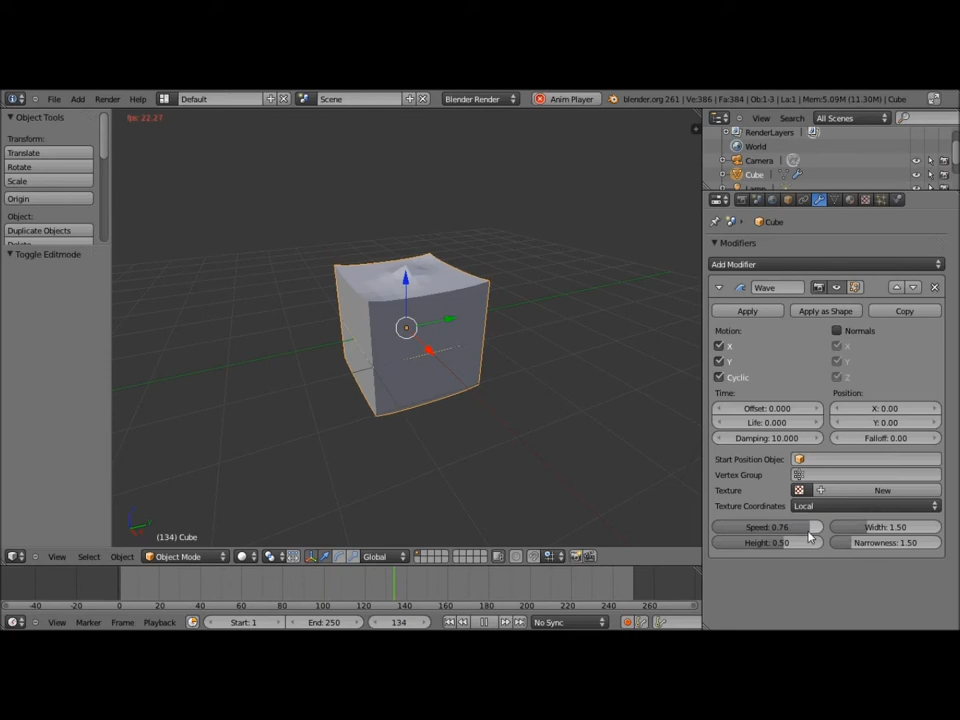 File Add Render Help Default Scene Blender Render Anim Player blender.org 261 | Ve:386 | Fa:384 | Ob:1-3 | La:1 | Mem:5.09M (11.30M) | Cube
Object Tools
Transform:
Translate
Rotate
Scale
Origin
Object:
Duplicate Objects
Toggle Editmode
fps: 22.27
(134) Cube
View Search All Scenes
RenderLayers
World
Camera
Cube
Cube
Modifiers
Add Modifier
Wave
Apply Apply as Shape Copy
Motion: Normals
X X
Y Y
Cyclic Z
Time: Position:
Offset: 0.000 X: 0.00
Life: 0.000 Y: 0.00
Damping: 10.000 Falloff: 0.00
Start Position Objec
Vertex Group
Texture New
Texture Coordinates Local
Speed: 0.76 Width: 1.50
Height: 0.50 Narrowness: 1.50
View Select Object Object Mode Global
-40 -20 0 20 40 60 80 100 120 140 160 180 200 220 240 260
View Marker Frame Playback Start: 1 End: 250 134 No Sync